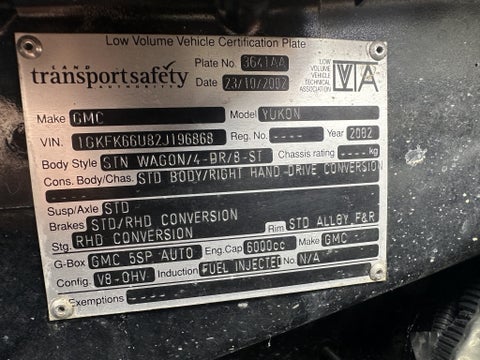 Low Volume Vehicle Certification Plate
LAND
transportsafety
AUTHORITY
Plate No. 3641AA
Date 23/10/2002
LOW
VOLUME
VEHICLE
TECHNICAL
ASSOCIATION
LVVTA
Make GMC Model YUKON
VIN. 1GKFK66U82J196868 Reg. No. ---- Year 2002
Body Style STN WAGON/4-DR/8-ST Chassis rating ---- kg
Cons. Body/Chas. STD BODY/RIGHT HAND DRIVE CONVERSION
----
Susp/Axle STD
Brakes STD/RHD CONVERSION
Stg RHD CONVERSION Rim STD ALLOY F&R
G-Box GMC 5SP AUTO Eng.Cap 6000cc Make GMC
Config. V8-OHV Induction FUEL INJECTED No. N/A
Exemptions ----